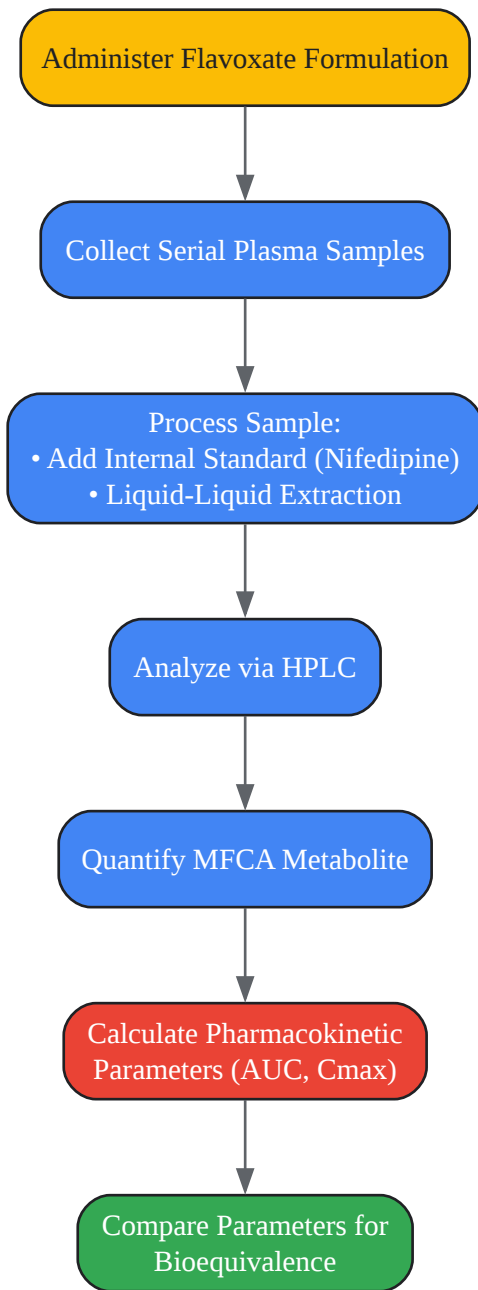 Administer Flavoxate Formulation
Collect Serial Plasma Samples
Process Sample:
• Add Internal Standard (Nifedipine)
• Liquid-Liquid Extraction
Analyze via HPLC
Quantify MFCA Metabolite
Calculate Pharmacokinetic
Parameters (AUC, Cmax)
Compare Parameters for
Bioequivalence